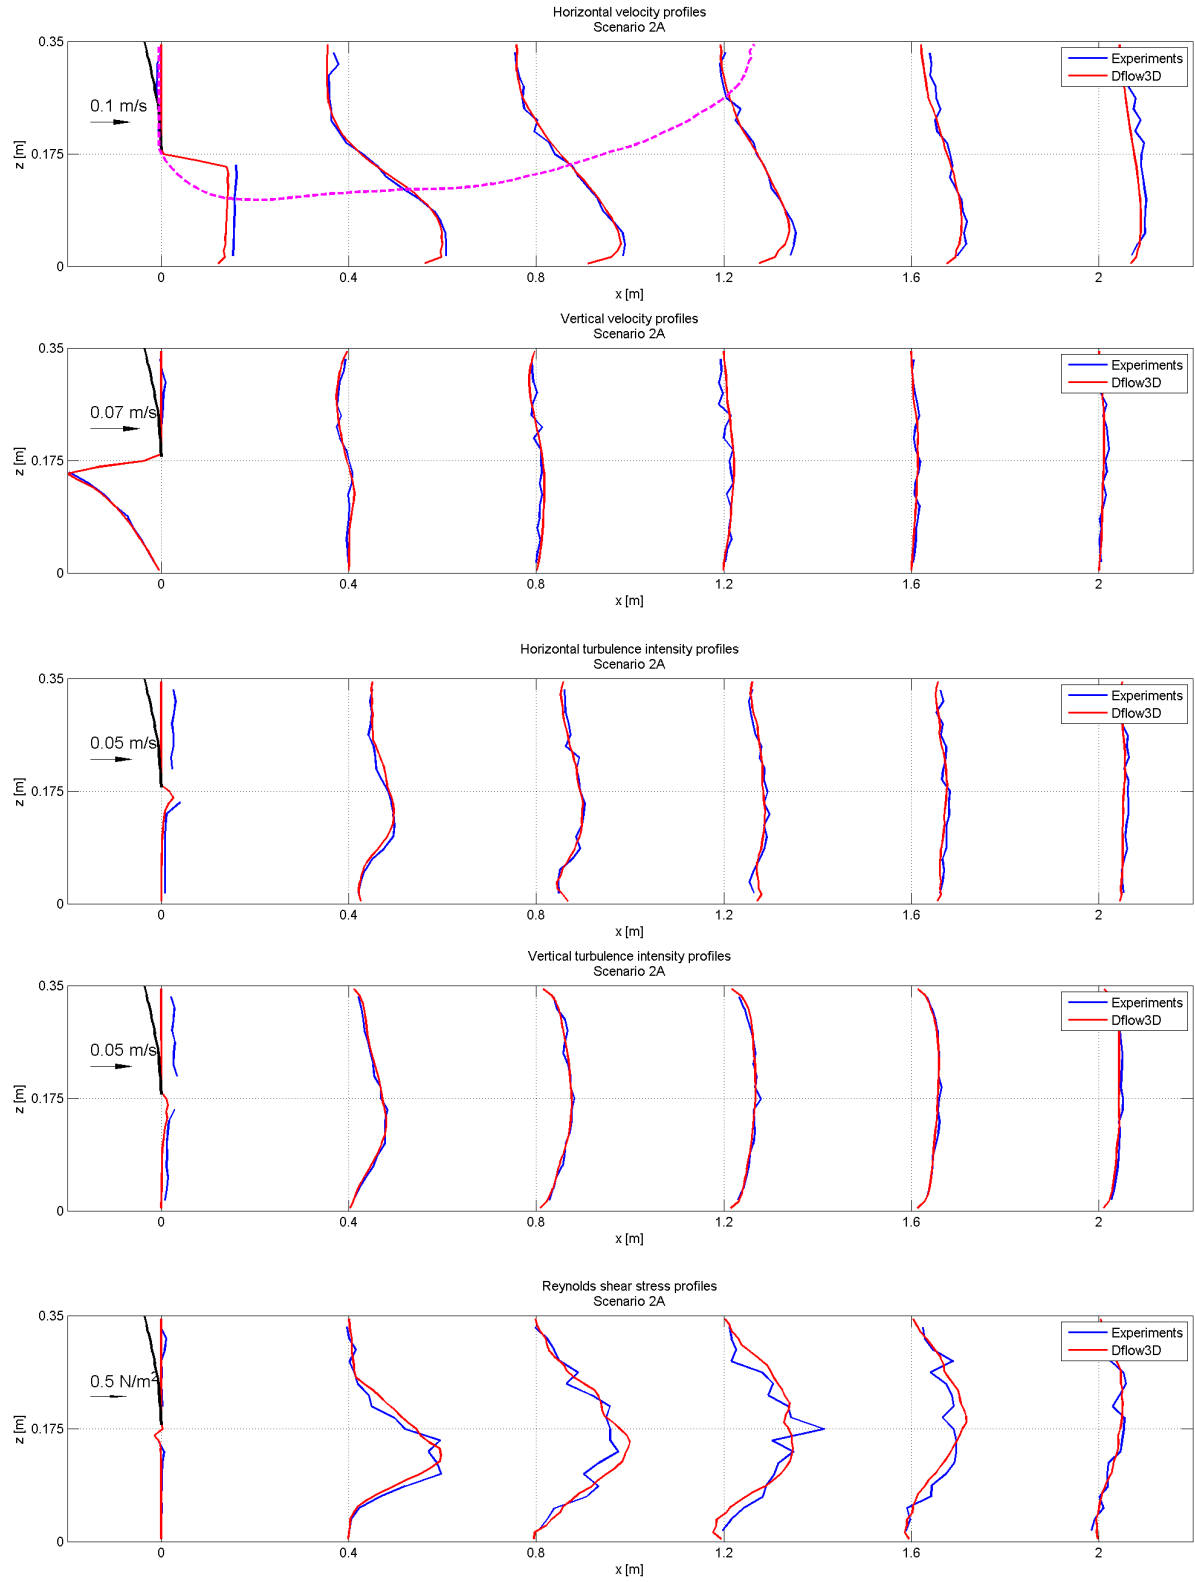 Horizontal velocity profiles
Scenario 2A
0.35
0.175
0
z [m]
0.1 m/s
Experiments
Dflow3D
0 0.4 0.8 1.2 1.6 2
x [m]
Vertical velocity profiles
Scenario 2A
0.35
0.175
0
z [m]
0.07 m/s
Experiments
Dflow3D
0 0.4 0.8 1.2 1.6 2
x [m]
Horizontal turbulence intensity profiles
Scenario 2A
0.35
0.175
0
z [m]
0.05 m/s
Experiments
Dflow3D
0 0.4 0.8 1.2 1.6 2
x [m]
Vertical turbulence intensity profiles
Scenario 2A
0.35
0.175
0
z [m]
0.05 m/s
Experiments
Dflow3D
0 0.4 0.8 1.2 1.6 2
x [m]
Reynolds shear stress profiles
Scenario 2A
0.35
0.175
0
z [m]
0.5 N/m²
Experiments
Dflow3D
0 0.4 0.8 1.2 1.6 2
x [m]